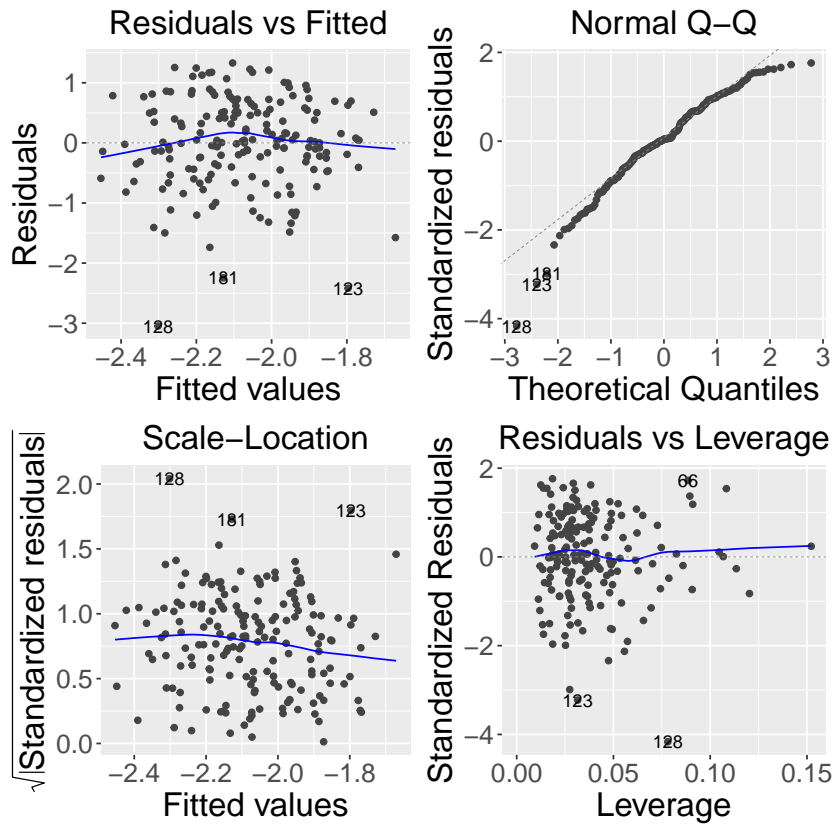 Residuals vs Fitted
Residuals
1
0
−1
−2
−3
181
123
128
−2.4 −2.2 −2.0 −1.8
Fitted values
Normal Q−Q
Standardized residuals
2
0
−2
−4
181
123
128
−3 −2 −1 0 1 2 3
Theoretical Quantiles
Scale−Location
√|Standardized residuals|
2.0
1.5
1.0
0.5
0.0
128
181
123
−2.4 −2.2 −2.0 −1.8
Fitted values
Residuals vs Leverage
Standardized Residuals
2
0
−2
−4
66
123
128
0.00 0.05 0.10 0.15
Leverage